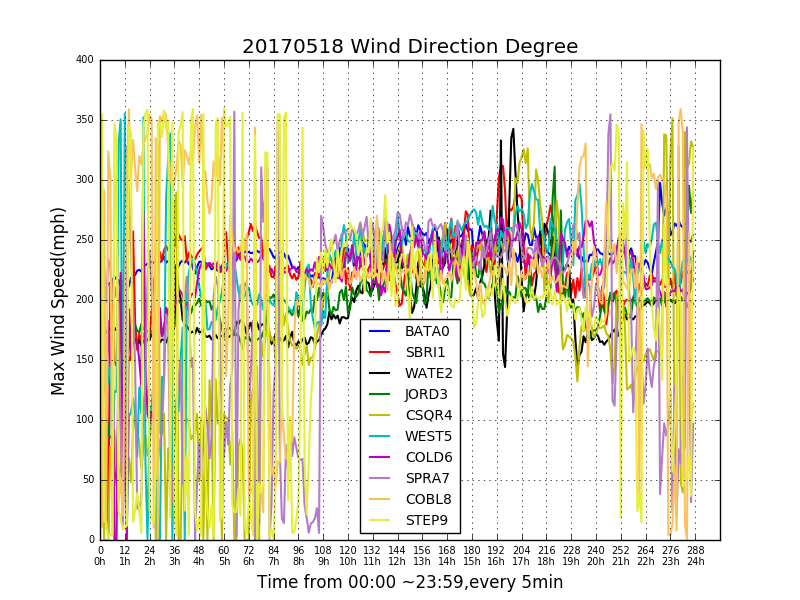 20170518 Wind Direction Degree
Max Wind Speed(mph)
400
350
300
250
200
150
100
50
0
BATA0
SBRI1
WATE2
JORD3
CSQR4
WEST5
COLD6
SPRA7
COBL8
STEP9
0 12 24 36 48 60 72 84 96 108 120 132 144 156 168 180 192 204 216 228 240 252 264 276 288
0h 1h 2h 3h 4h 5h 6h 7h 8h 9h 10h 11h 12h 13h 14h 15h 16h 17h 18h 19h 20h 21h 22h 23h 24h
Time from 00:00 ~23:59,every 5min